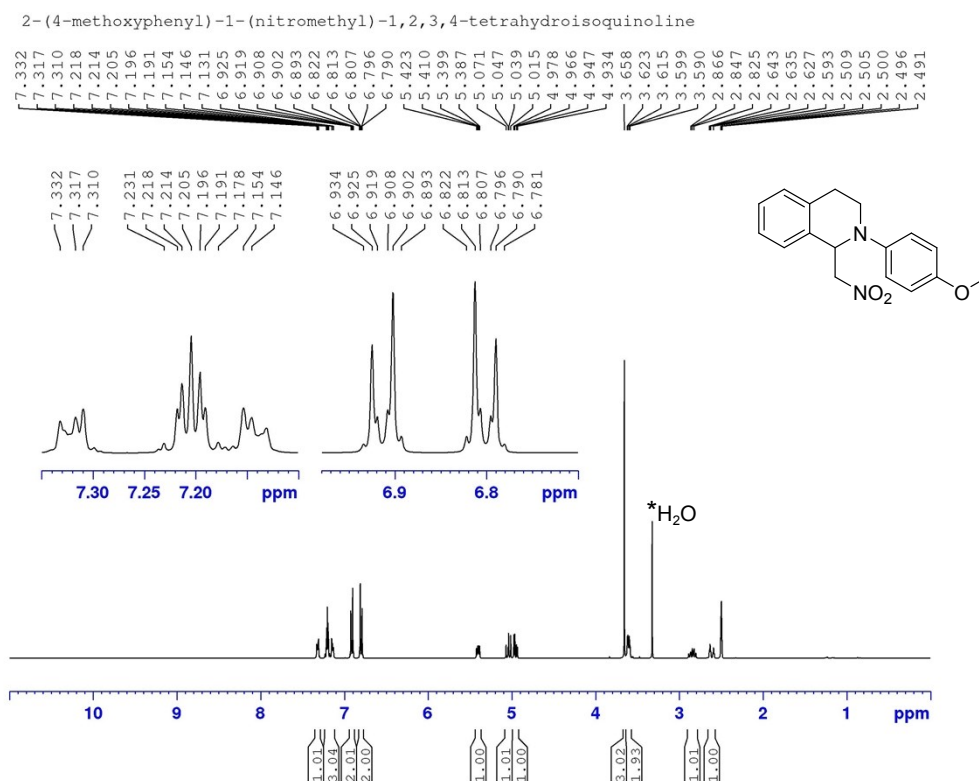 2-(4-methoxyphenyl)-1-(nitromethyl)-1,2,3,4-tetrahydroisoquinoline
7.332 7.317 7.310 7.218 7.214 7.205 7.196 7.191 7.154 7.146 7.131 6.925 6.919 6.908 6.902 6.893 6.822 6.813 6.807 6.796 6.790 5.423 5.410 5.399 5.387 5.071 5.047 5.039 5.015 4.978 4.966 4.947 4.934 3.658 3.623 3.615 3.599 3.590 2.866 2.847 2.825 2.643 2.635 2.627 2.593 2.509 2.505 2.500 2.496 2.491
7.332 7.317 7.310 7.231 7.218 7.214 7.205 7.196 7.191 7.178 7.154 7.146 6.934 6.925 6.919 6.908 6.902 6.893 6.822 6.813 6.807 6.796 6.790 6.781
N
NO2 O
7.30 7.25 7.20 ppm 6.9 6.8 ppm
*H2O
10 9 8 7 6 5 4 3 2 1 ppm
1.01 3.04 2.01 2.00 1.00 1.01 1.00 3.02 1.93 1.01 1.00